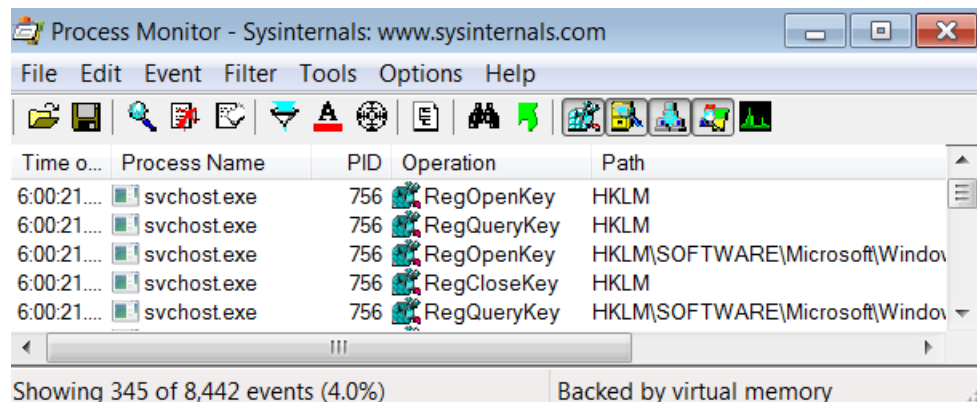 Process Monitor - Sysinternals: www.sysinternals.com
File Edit Event Filter Tools Options Help
Time o... Process Name PID Operation Path
6:00:21.... svchost.exe 756 RegOpenKey HKLM
6:00:21.... svchost.exe 756 RegQueryKey HKLM
6:00:21.... svchost.exe 756 RegOpenKey HKLM\SOFTWARE\Microsoft\Window
6:00:21.... svchost.exe 756 RegCloseKey HKLM
6:00:21.... svchost.exe 756 RegQueryKey HKLM\SOFTWARE\Microsoft\Window
Showing 345 of 8,442 events (4.0%) Backed by virtual memory